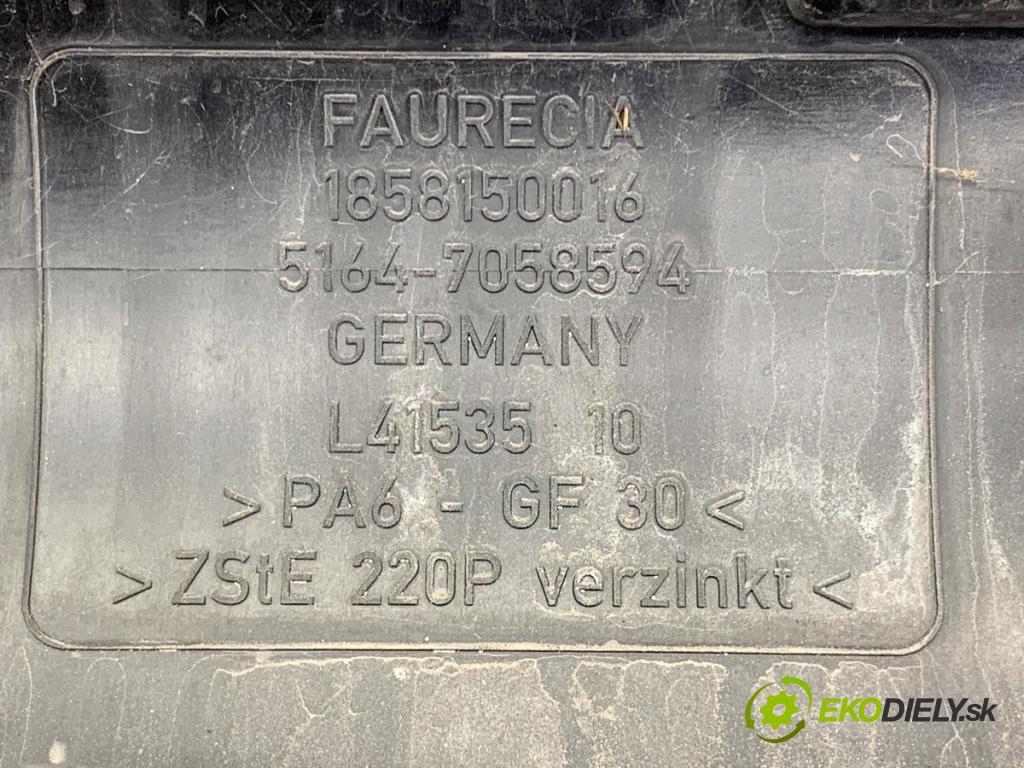 FAURECIA
1858150016
5164-7058594
GERMANY
L41535 10
> PA6 - GF 30 <
> ZStE 220P verzinkt <
EKODIELY.sk